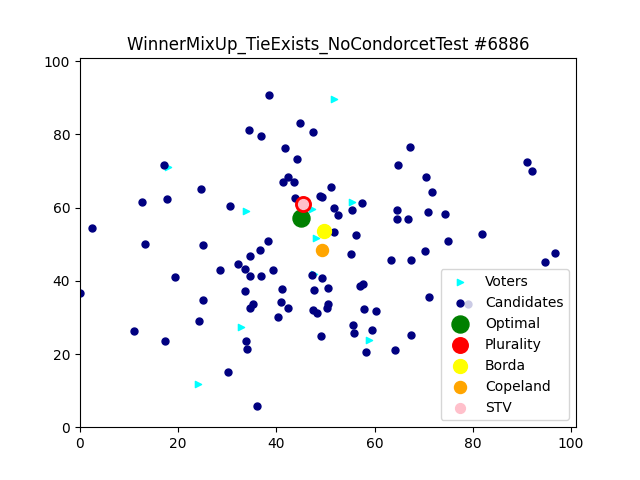 WinnerMixUp_TieExists_NoCondorcetTest #6886
100
80
60
40
20
0
0 20 40 60 80 100
Voters
Candidates
Optimal
Plurality
Borda
Copeland
STV